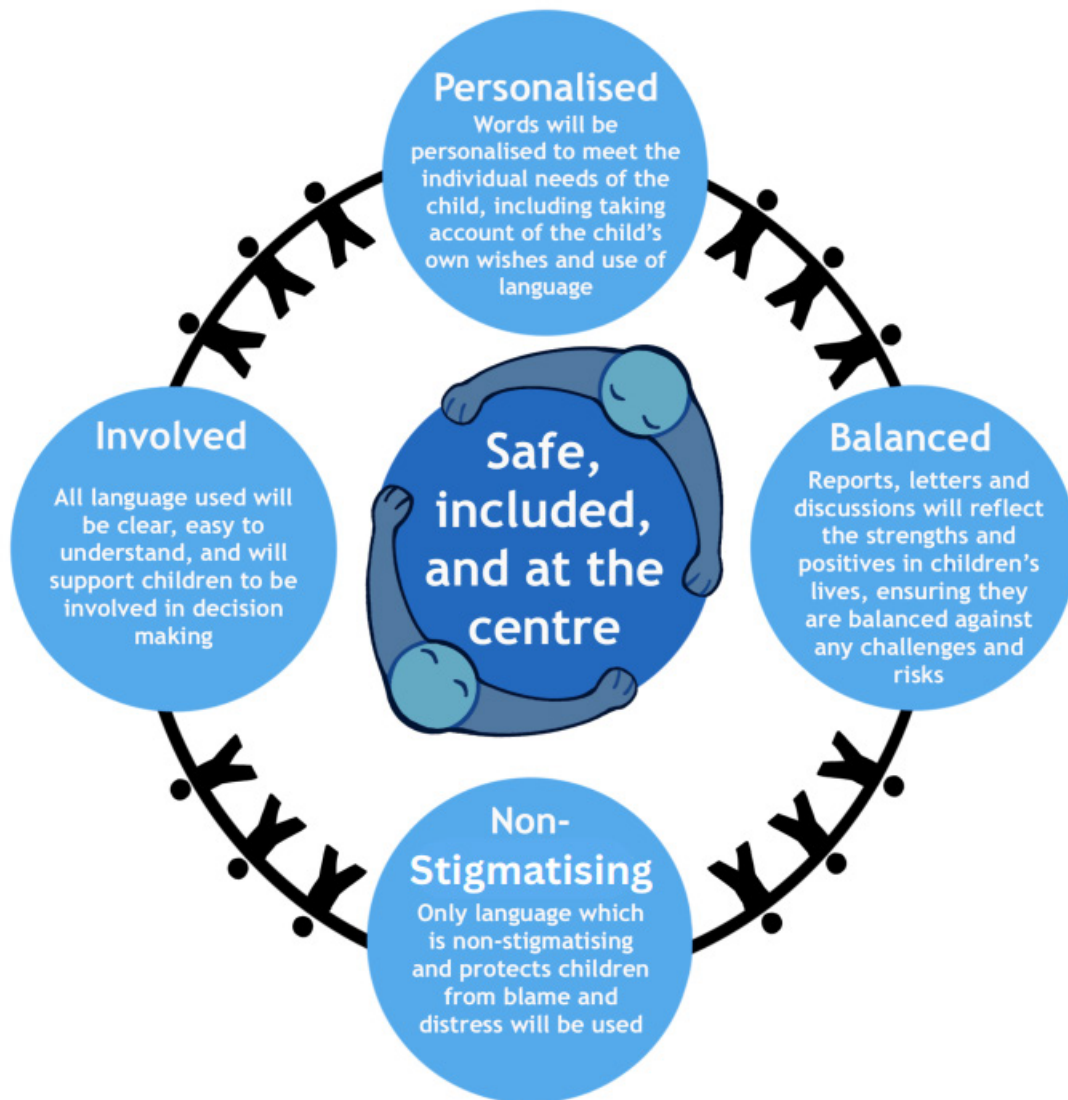 Personalised
Words will be
personalised to meet the
individual needs of the
child, including taking
account of the child's
own wishes and use of
language
Involved
All language used will
be clear, easy to
understand, and will
support children to be
involved in decision
making
Safe,
included,
and at the
centre
Balanced
Reports, letters and
discussions will reflect
the strengths and
positives in children's
lives, ensuring they
are balanced against
any challenges and
risks
Non-
Stigmatising
Only language which
is non-stigmatising
and protects children
from blame and
distress will be used